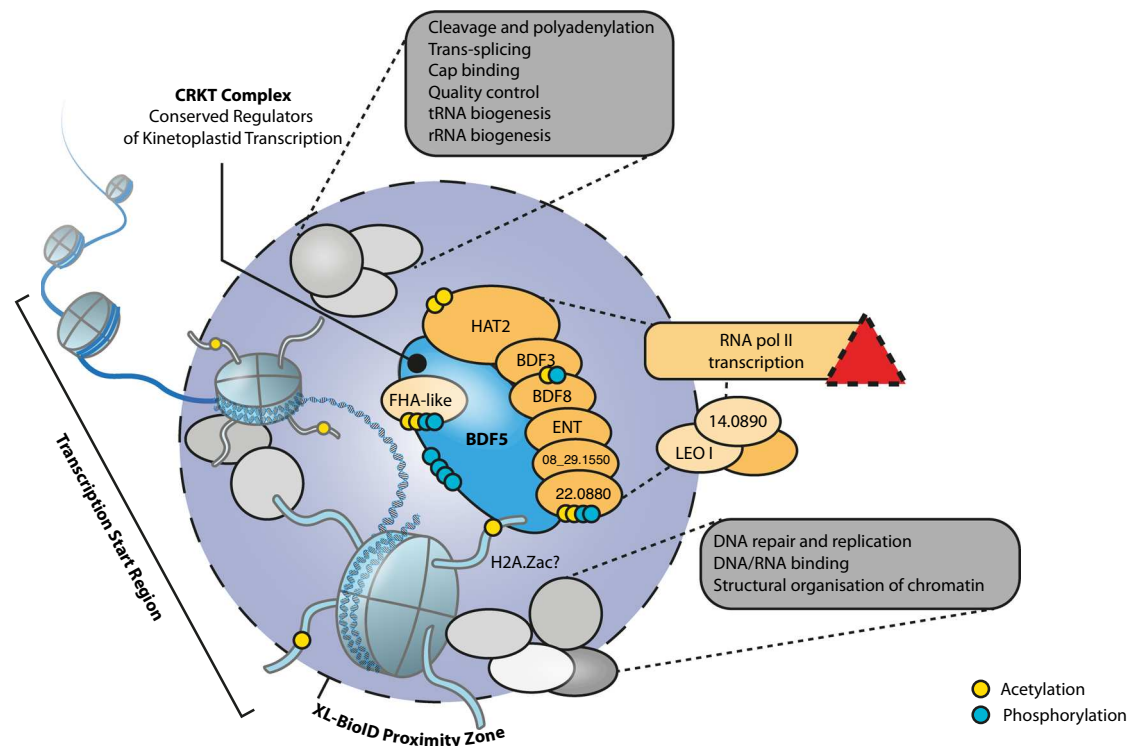 Cleavage and polyadenylation
Trans-splicing
Cap binding
Quality control
tRNA biogenesis
rRNA biogenesis
CRKT Complex
Conserved Regulators
of Kinetoplastid Transcription
HAT2
BDF3
BDF8
FHA-like
BDF5
ENT
08_29.1550
22.0880
RNA pol II
transcription
14.0890
LEO I
H2A.Zac?
DNA repair and replication
DNA/RNA binding
Structural organisation of chromatin
Transcription Start Region
XL-BioID Proximity Zone
Acetylation
Phosphorylation